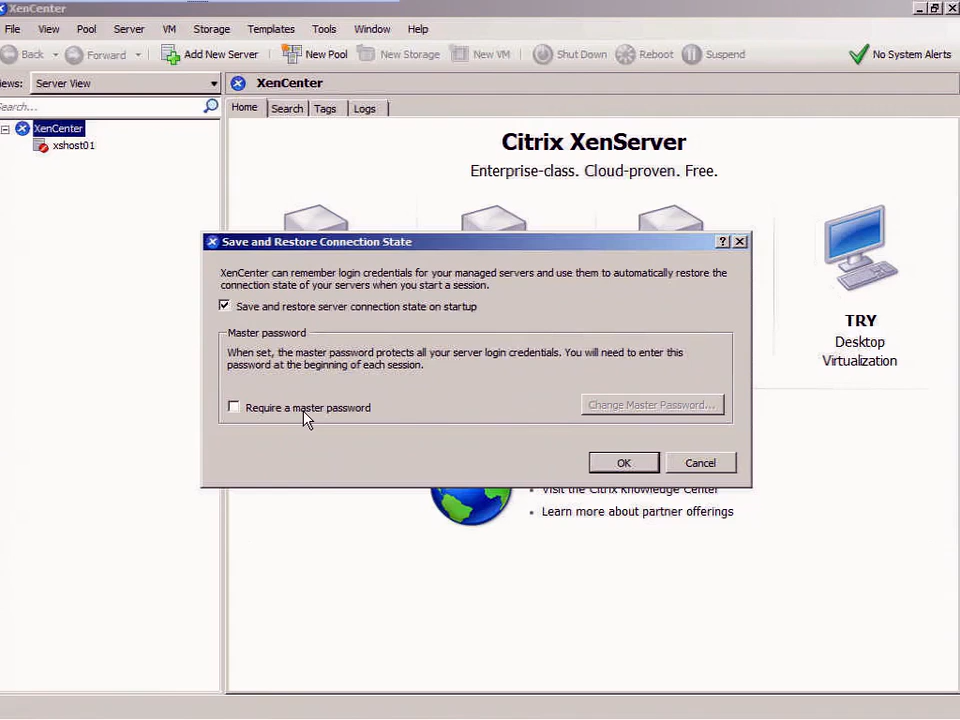 XenCenter
File View Pool Server VM Storage Templates Tools Window Help
Back Forward Add New Server New Pool New Storage New VM Shut Down Reboot Suspend No System Alerts
iews: Server View
XenCenter
Search...
Home Search Tags Logs
XenCenter
xshost01
Citrix XenServer
Enterprise-class. Cloud-proven. Free.
Save and Restore Connection State
XenCenter can remember login credentials for your managed servers and use them to automatically restore the
connection state of your servers when you start a session.
Save and restore server connection state on startup
Master password
When set, the master password protects all your server login credentials. You will need to enter this
password at the beginning of each session.
Require a master password
Change Master Password...
OK Cancel
TRY
Desktop
Virtualization
Visit the Citrix Knowledge Center
Learn more about partner offerings